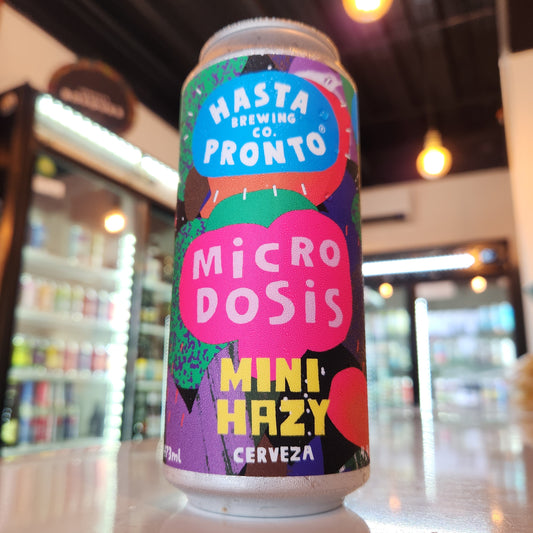 HASTA
BREWING
CO.
PRONTO®
MiCRO
DOSiS
MINI
HAZY
CERVEZA